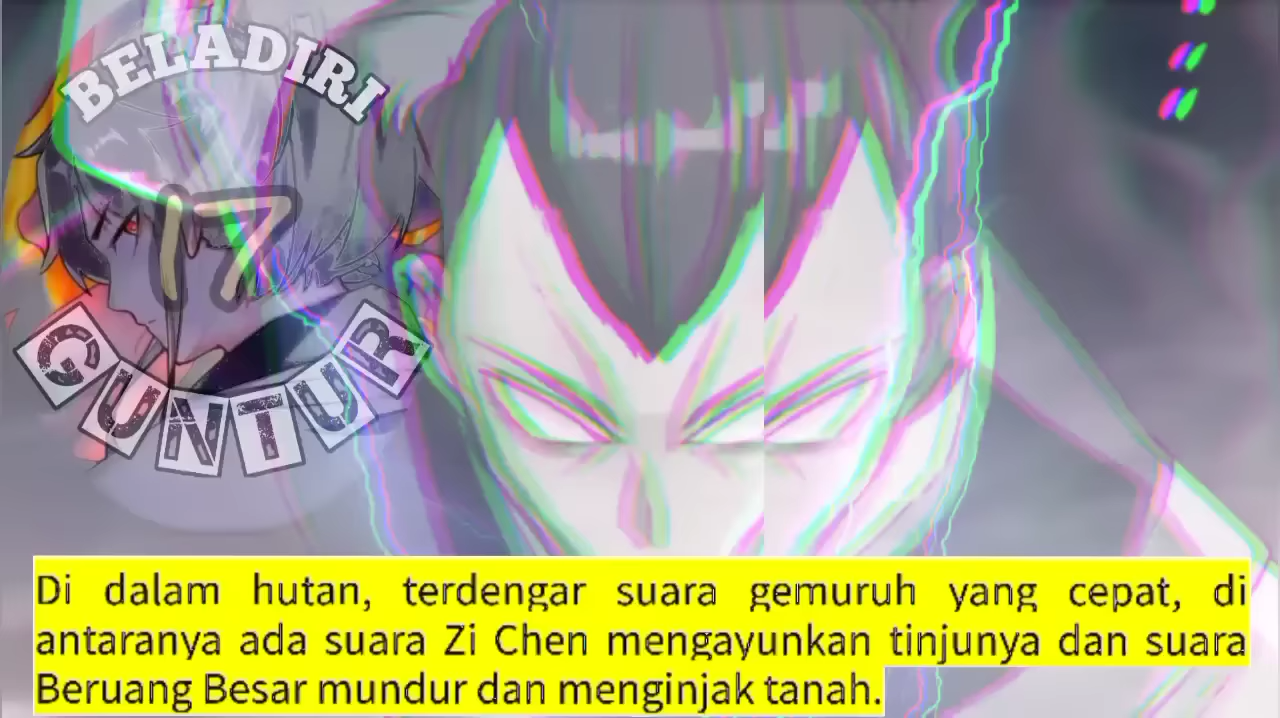 BELADIRI
17
GUNTUR
Di dalam hutan, terdengar suara gemuruh yang cepat, di
antaranya ada suara Zi Chen mengayunkan tinjunya dan suara
Beruang Besar mundur dan menginjak tanah.